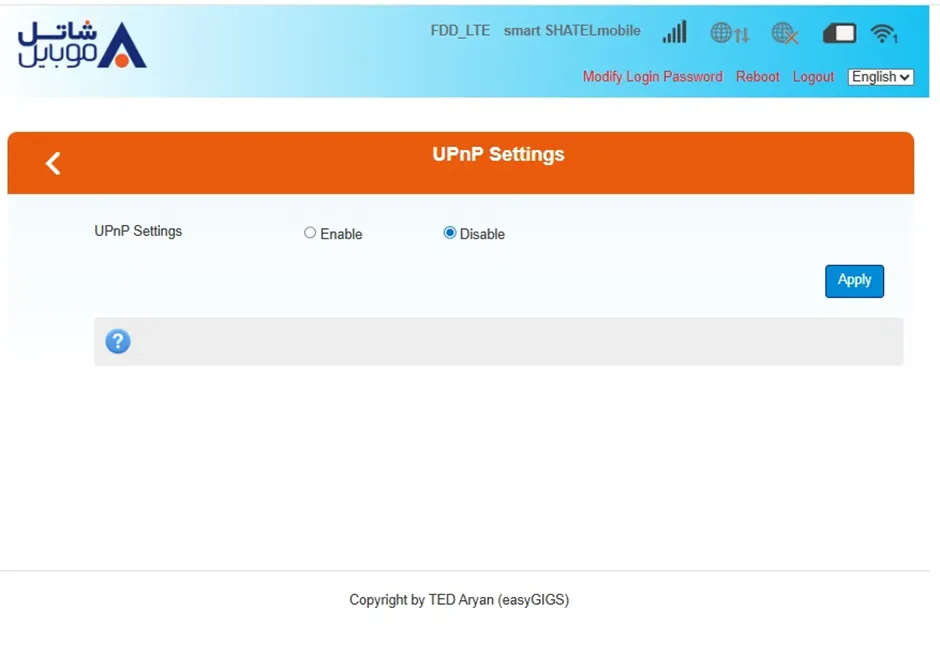 شاتل
موبایل
FDD_LTE smart SHATELmobile 1
Modify Login Password Reboot Logout English
UPnP Settings
UPnP Settings Enable Disable
Apply
?
Copyright by TED Aryan (easyGIGS)